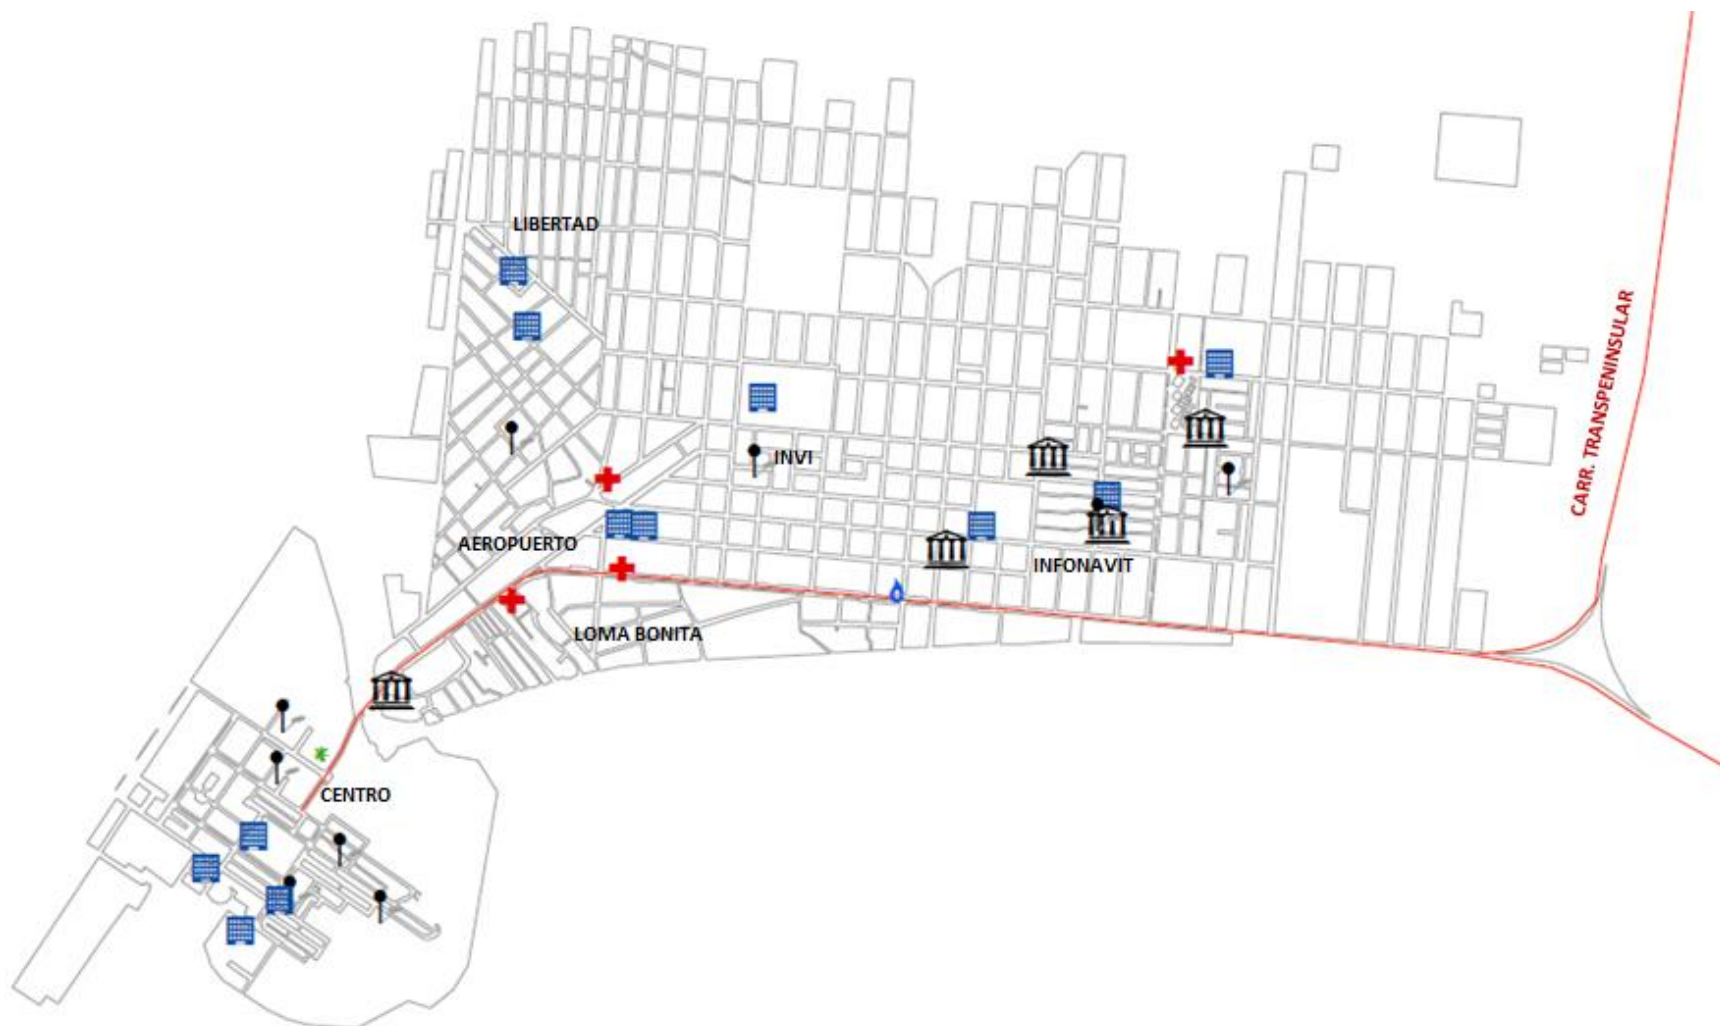 LIBERTAD
CARR. TRANSPENINSULAR
INVI
AEROPUERTO
INFONAVIT
LOMA BONITA
CENTRO